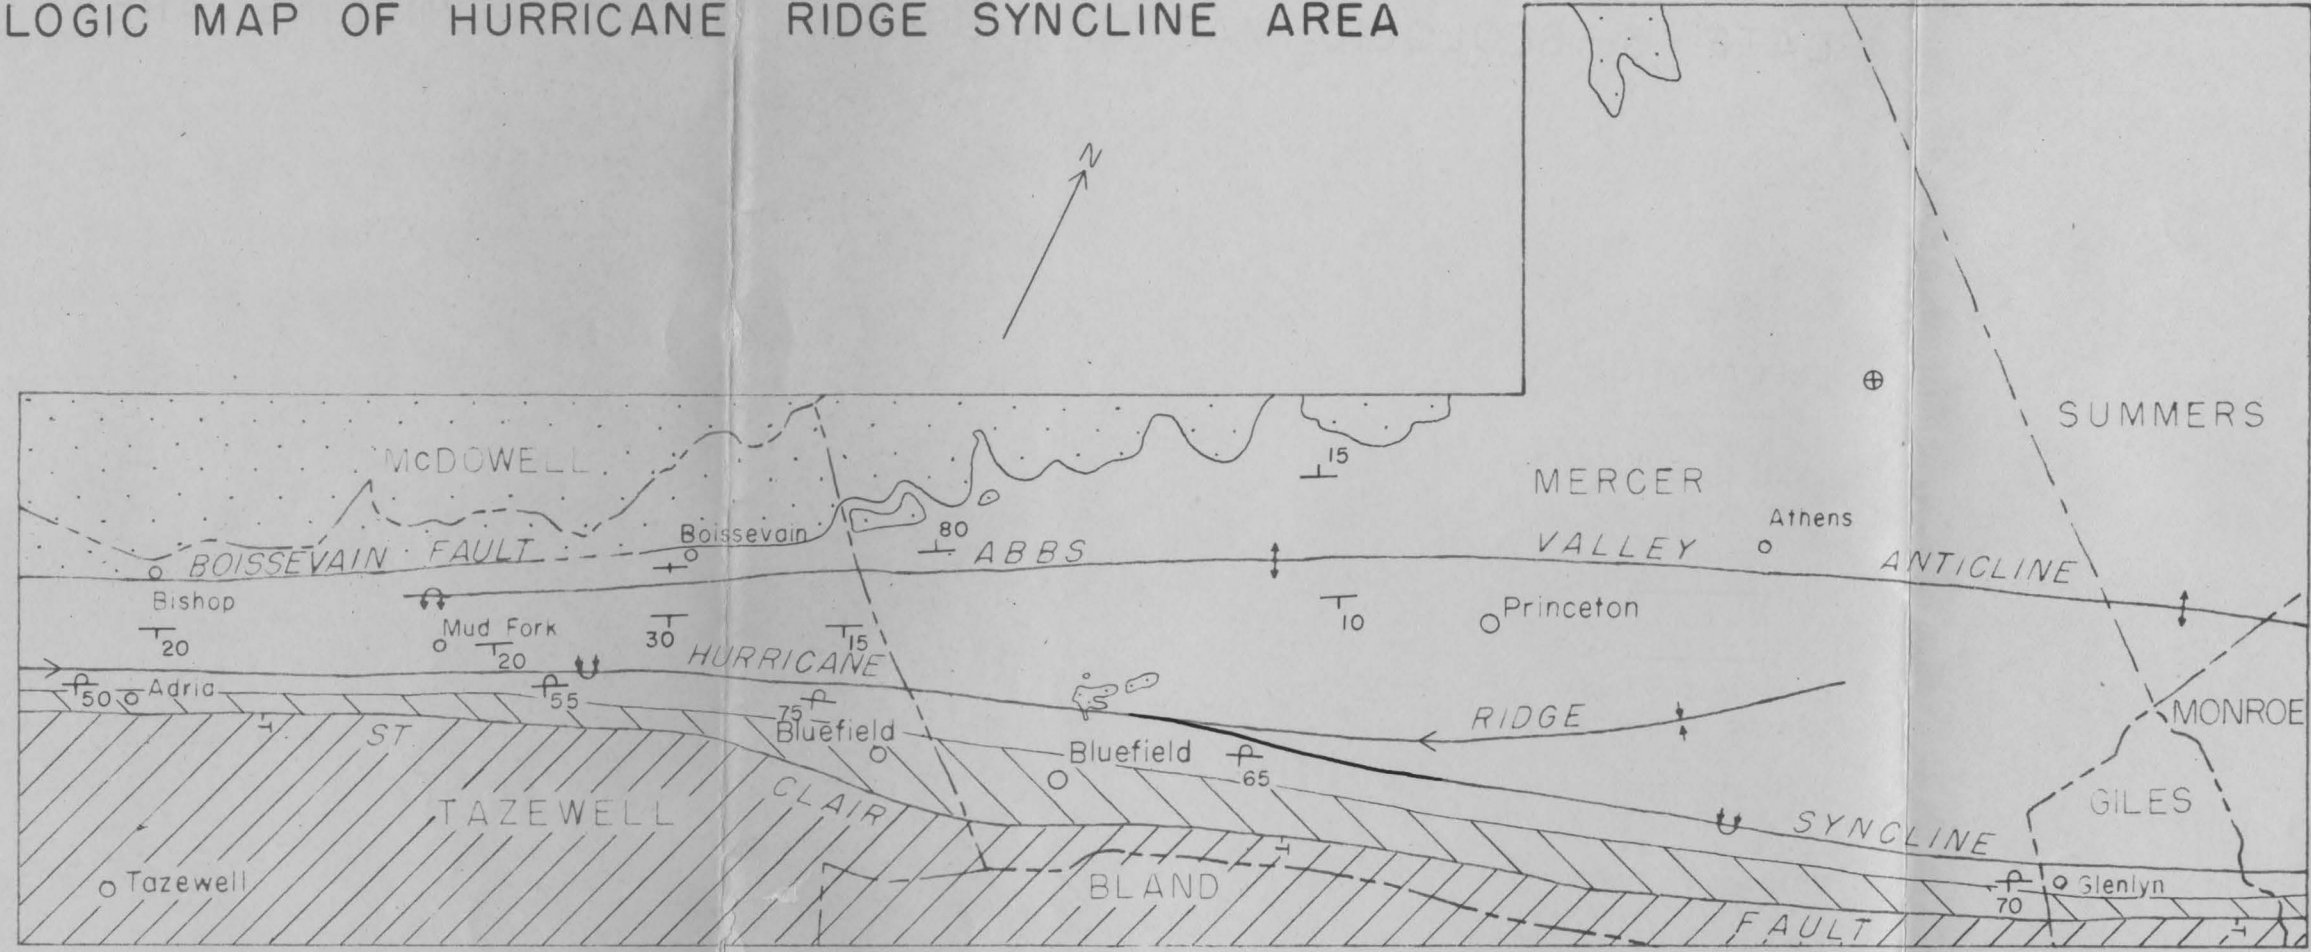 LOGIC MAP OF HURRICANE RIDGE SYNCLINE AREA
N
SUMMERS
McDOWELL
15
MERCER
Athens
Boissevain
80
ABBS
VALLEY
ANTICLINE
BOISSEVAIN FAULT
Bishop
Mud Fork
30
15
10
Princeton
20
20
HURRICANE
50
Adria
55
75
RIDGE
MONROE
ST
Bluefield
Bluefield
65
CLAIR
TAZEWELL
GILES
SYNCLINE
Tazewell
BLAND
70
Glenlyn
FAULT
T
T
T